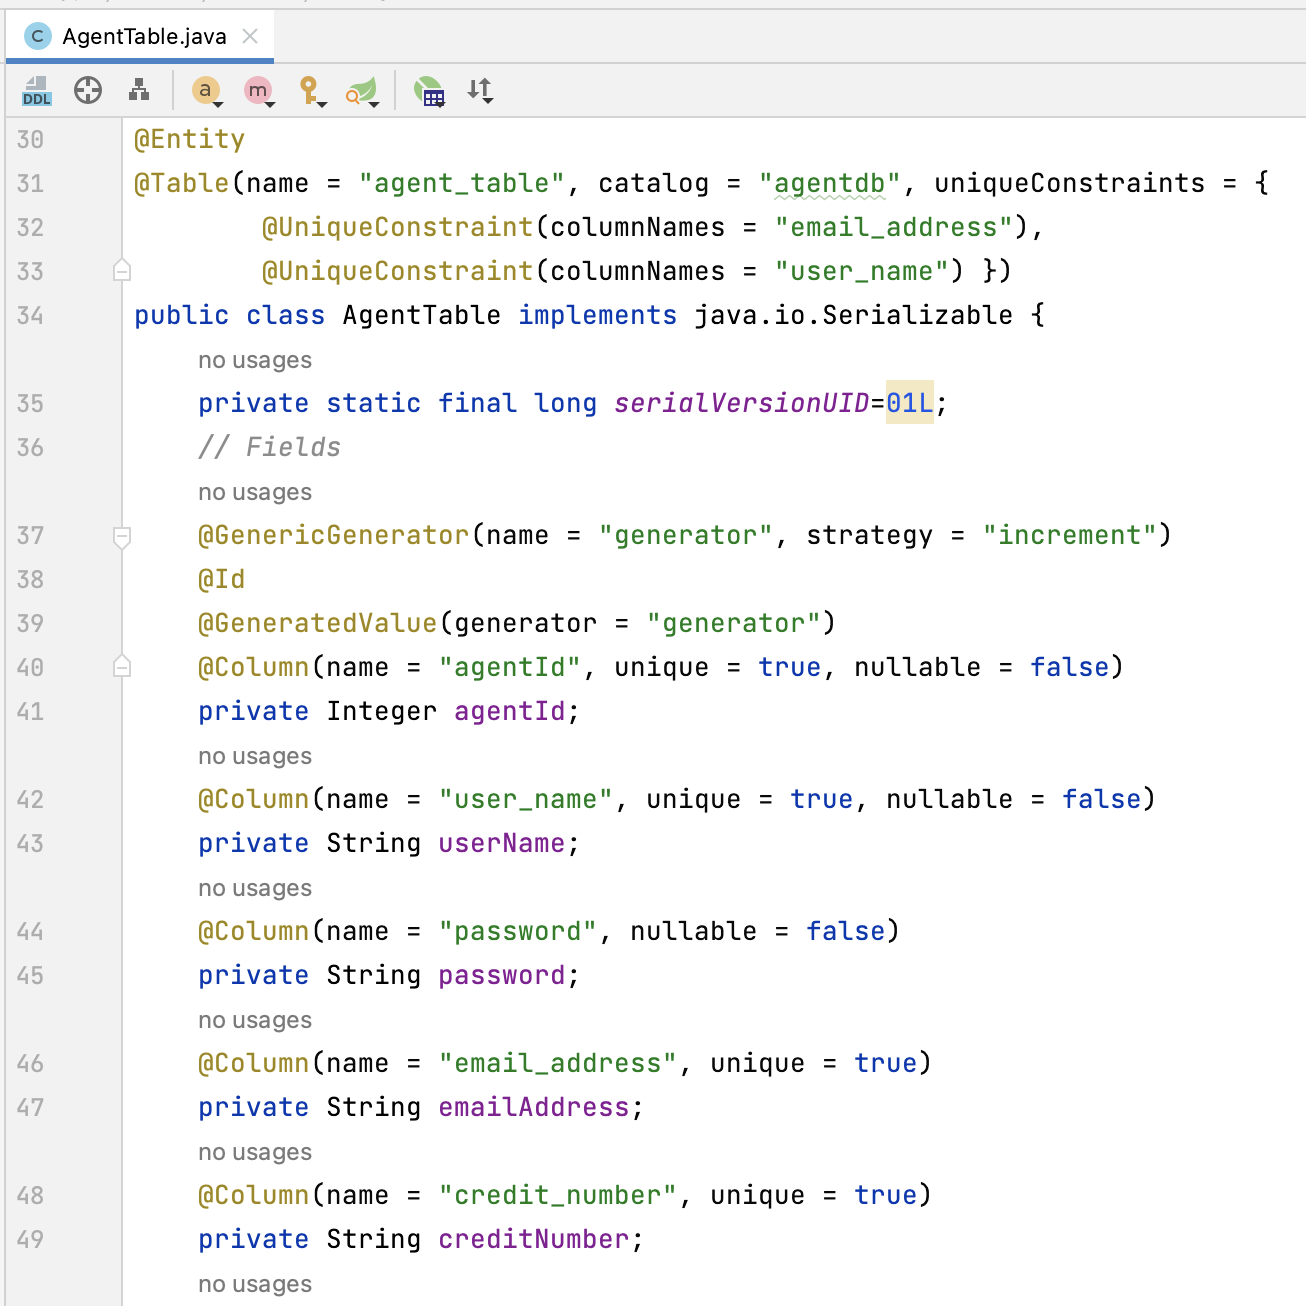 AgentTable.java
DDL a m
30 @Entity
31 @Table(name = "agent_table", catalog = "agentdb", uniqueConstraints = {
32 @UniqueConstraint(columnNames = "email_address"),
33 @UniqueConstraint(columnNames = "user_name") })
34 public class AgentTable implements java.io.Serializable {
no usages
35 private static final long serialVersionUID=01L;
36 // Fields
no usages
37 @GenericGenerator(name = "generator", strategy = "increment")
38 @Id
39 @GeneratedValue(generator = "generator")
40 @Column(name = "agentId", unique = true, nullable = false)
41 private Integer agentId;
no usages
42 @Column(name = "user_name", unique = true, nullable = false)
43 private String userName;
no usages
44 @Column(name = "password", nullable = false)
45 private String password;
no usages
46 @Column(name = "email_address", unique = true)
47 private String emailAddress;
no usages
48 @Column(name = "credit_number", unique = true)
49 private String creditNumber;
no usages